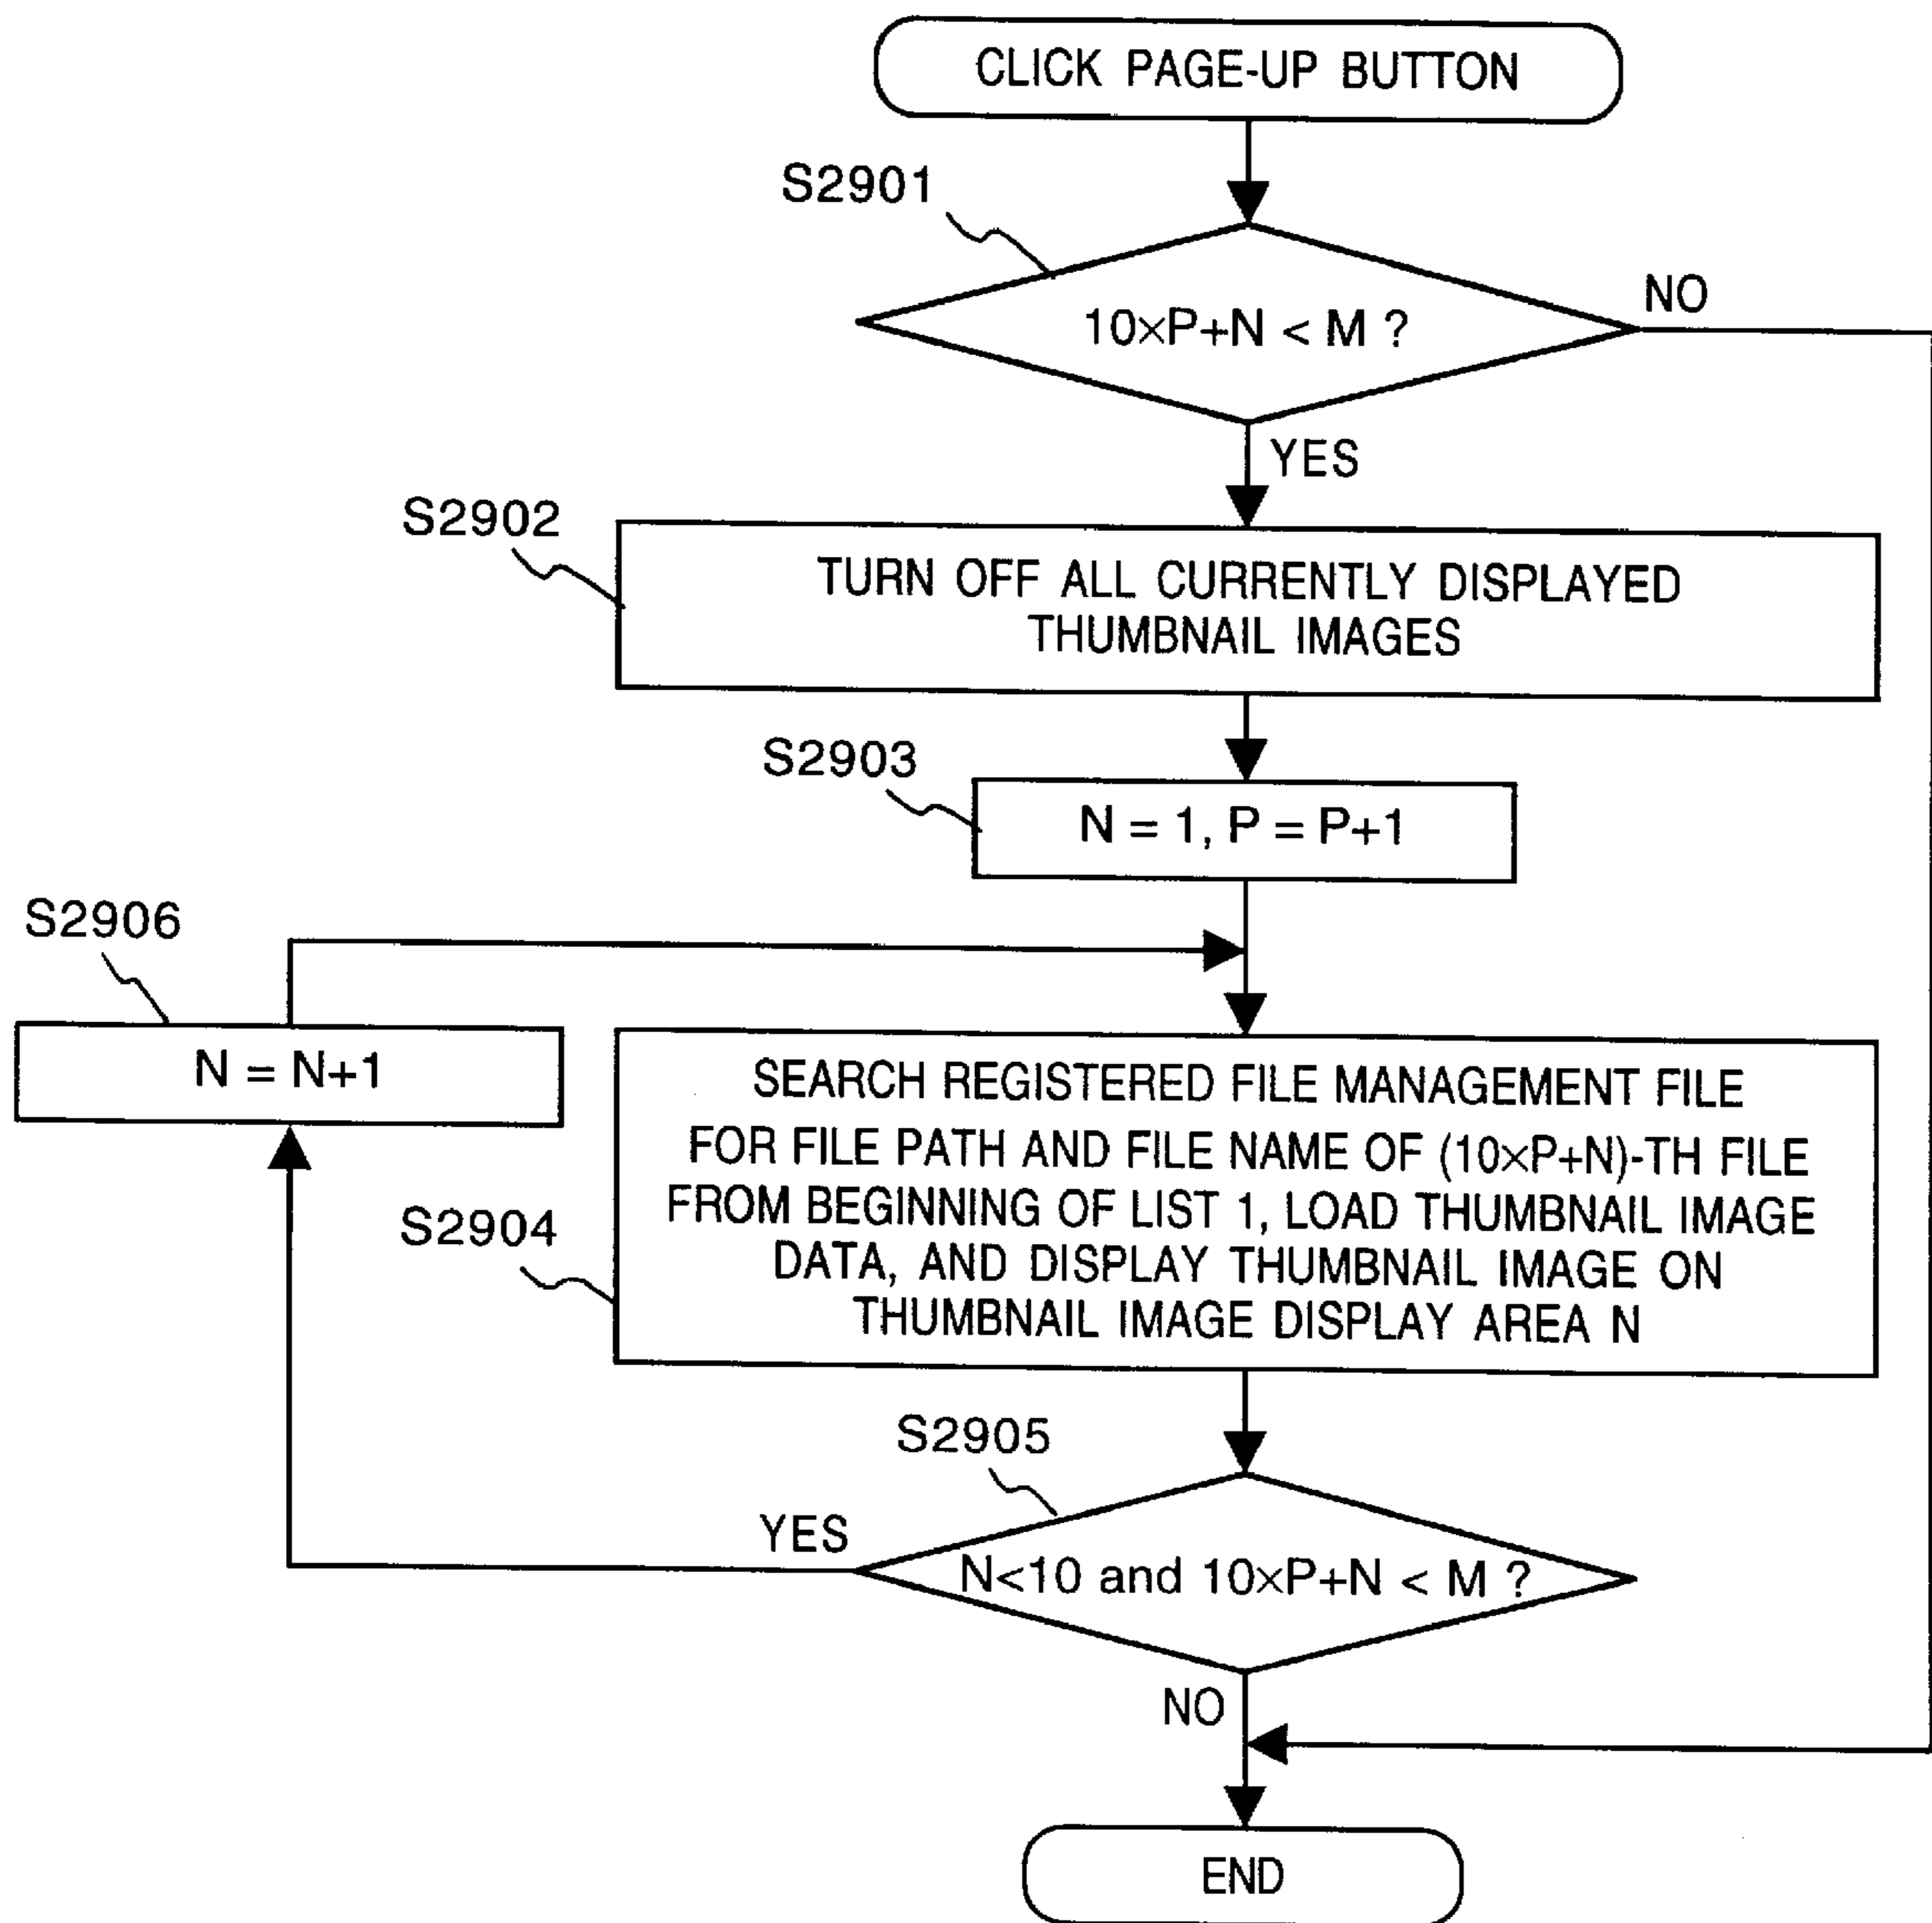 CLICK PAGE-UP BUTTON
S2901
10×P+N < M ?
NO
YES
S2902
TURN OFF ALL CURRENTLY DISPLAYED
THUMBNAIL IMAGES
S2903
N = 1, P = P+1
S2906
N = N+1
SEARCH REGISTERED FILE MANAGEMENT FILE
FOR FILE PATH AND FILE NAME OF (10×P+N)-TH FILE
FROM BEGINNING OF LIST 1, LOAD THUMBNAIL IMAGE
DATA, AND DISPLAY THUMBNAIL IMAGE ON
THUMBNAIL IMAGE DISPLAY AREA N
S2904
S2905
YES
N<10 and 10×P+N < M ?
NO
END